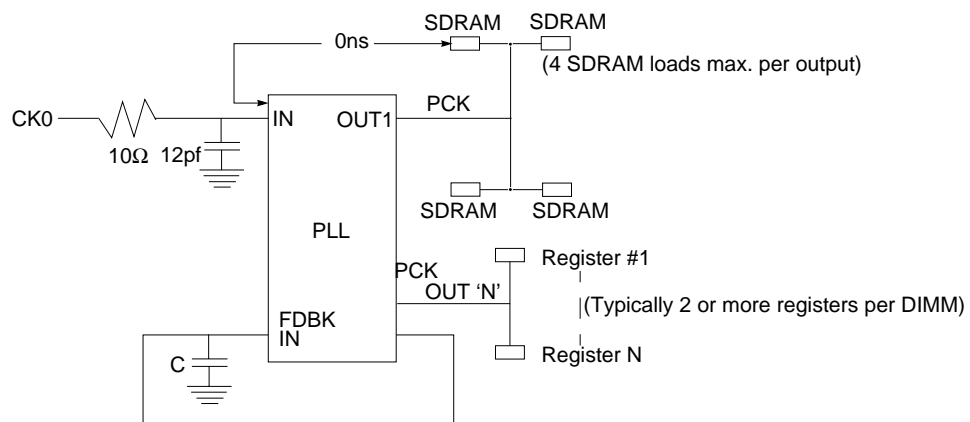 SDRAM SDRAM
0ns
(4 SDRAM loads max. per output)
PCK
CK0
IN OUT1
10Ω 12pf
SDRAM SDRAM
PLL
Register #1
PCK
OUT ‘N’
(Typically 2 or more registers per DIMM)
FDBK
IN
Register N
C